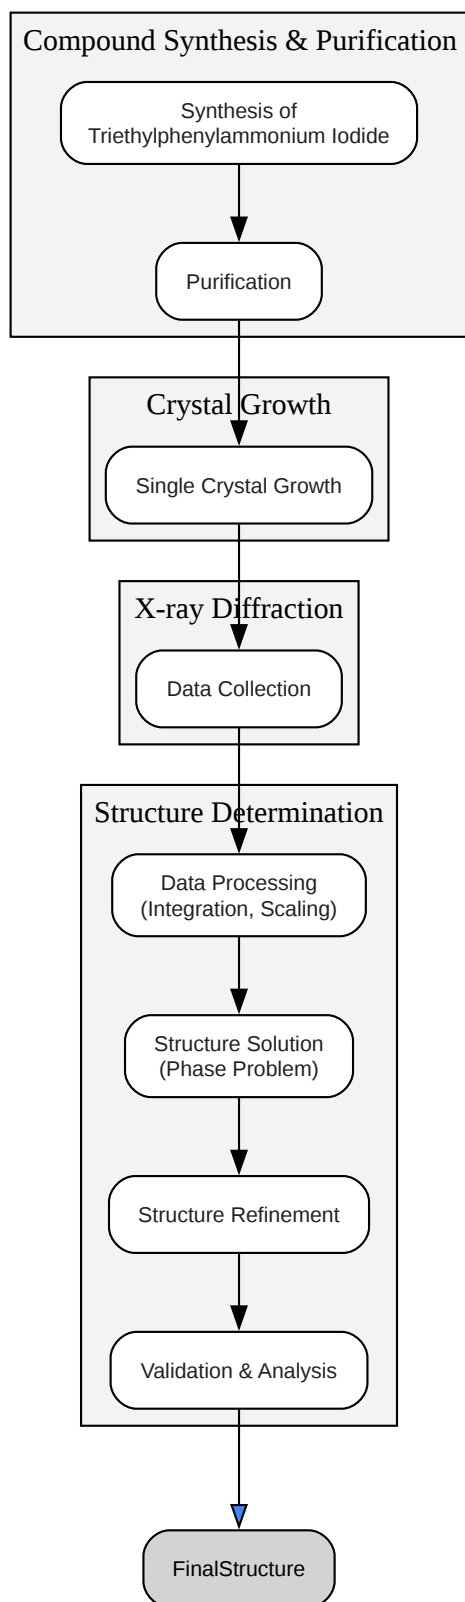 Compound Synthesis & Purification
Synthesis of
Triethylphenylammonium Iodide
Purification
Crystal Growth
Single Crystal Growth
X-ray Diffraction
Data Collection
Structure Determination
Data Processing
(Integration, Scaling)
Structure Solution
(Phase Problem)
Structure Refinement
Validation & Analysis
FinalStructure